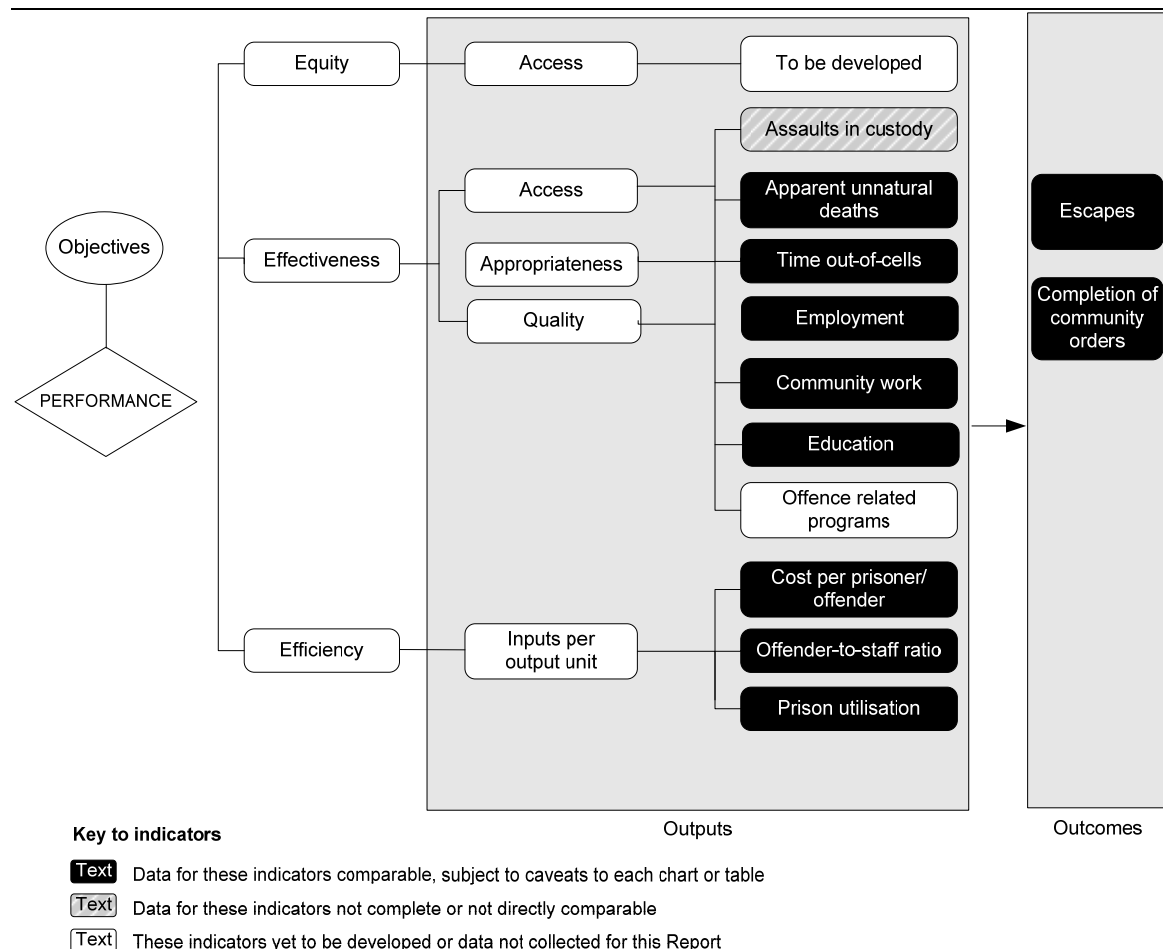 Equity
Access
To be developed
Assaults in custody
Access
Apparent unnatural
deaths
Escapes
Objectives
Effectiveness
Appropriateness
Time out-of-cells
Quality
Employment
Completion of
community
orders
PERFORMANCE
Community work
Education
Offence related
programs
Efficiency
Inputs per
output unit
Cost per prisoner/
offender
Offender-to-staff ratio
Prison utilisation
Outputs
Outcomes
Key to indicators
Text Data for these indicators comparable, subject to caveats to each chart or table
Text Data for these indicators not complete or not directly comparable
Text These indicators yet to be developed or data not collected for this Report